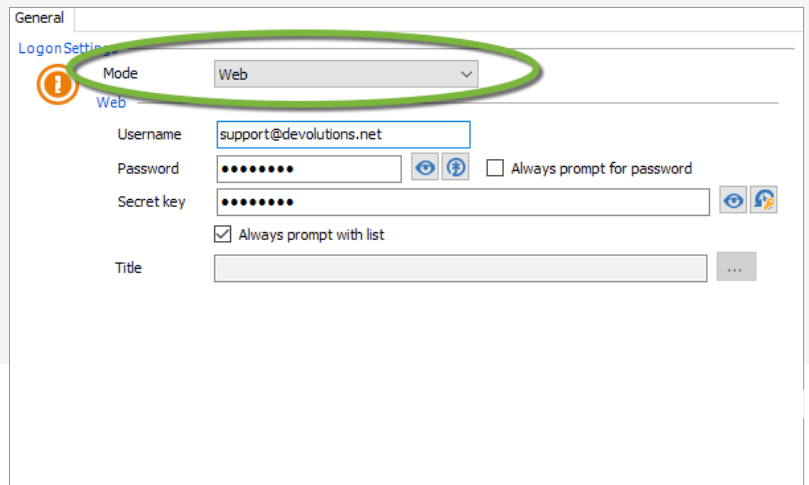 General
Logon Settings
Mode Web
Web
Username support@devolutions.net
Password •••••••• Always prompt for password
Secret key ••••••••
Always prompt with list
Title ...